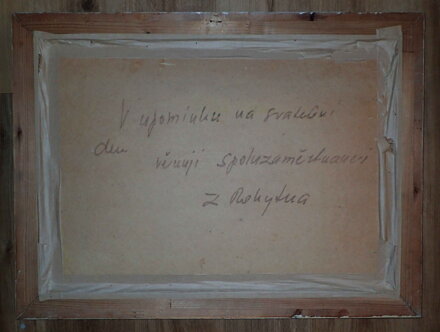 V upomínku na svatební
den věnují spoluzaměstnanci
z Rokytna